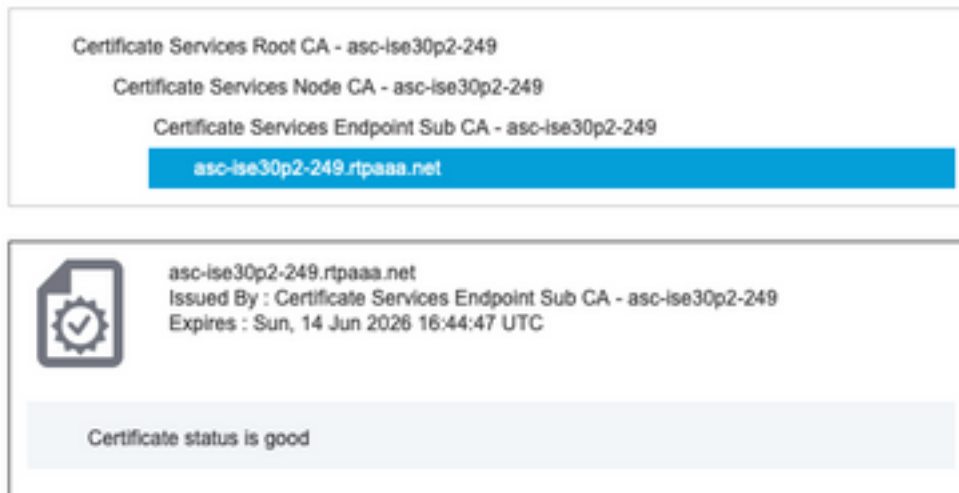 Certificate Services Root CA - asc-ise30p2-249
Certificate Services Node CA - asc-ise30p2-249
Certificate Services Endpoint Sub CA - asc-ise30p2-249
asc-ise30p2-249.rtpaaa.net
asc-ise30p2-249.rtpaaa.net
Issued By : Certificate Services Endpoint Sub CA - asc-ise30p2-249
Expires : Sun, 14 Jun 2026 16:44:47 UTC
Certificate status is good